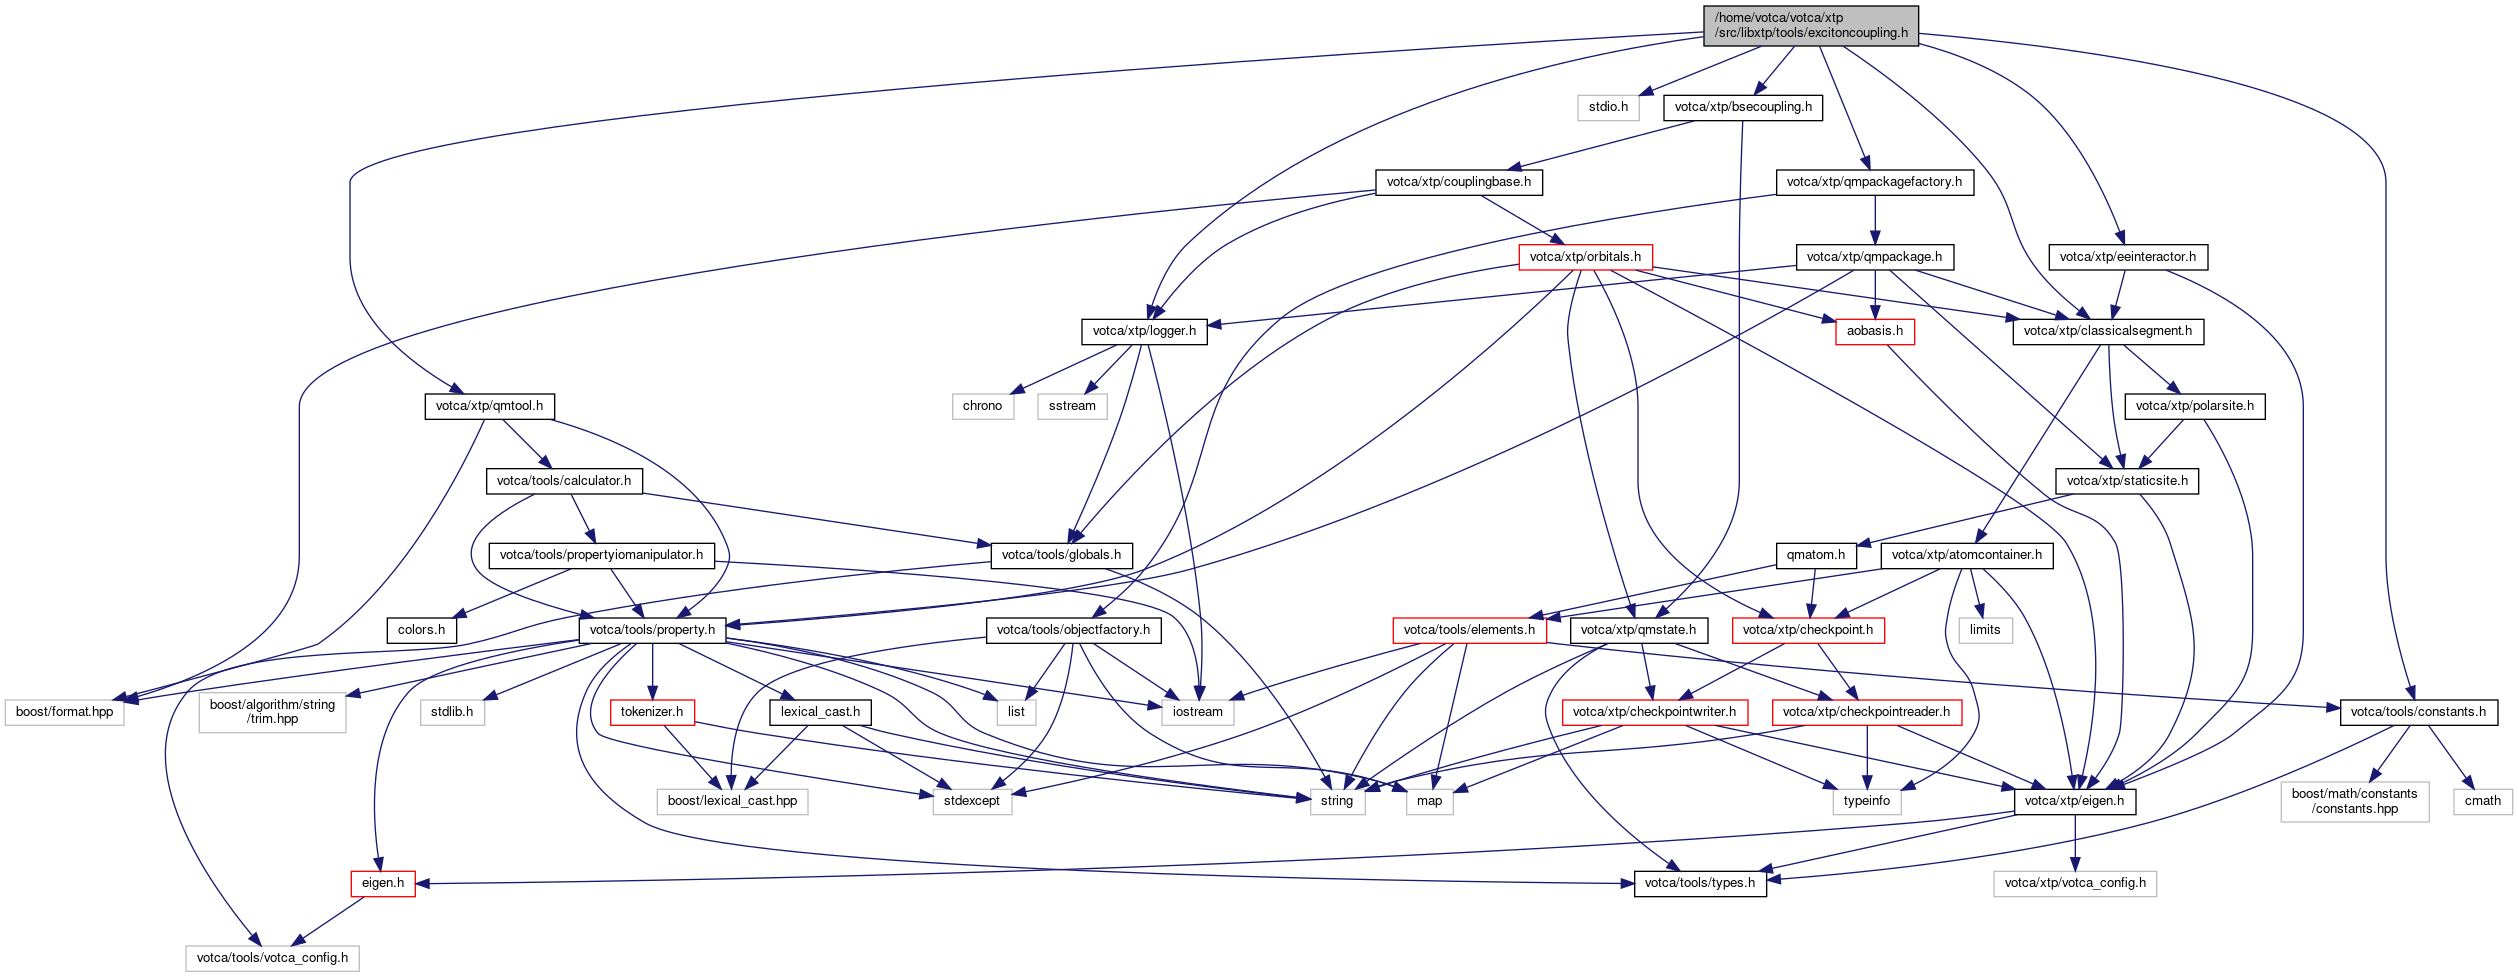 /home/votca/votca/xtp
/src/libxtp/tools/excitoncoupling.h
stdio.h
votca/xtp/bsecoupling.h
votca/xtp/couplingbase.h
votca/xtp/qmpackagefactory.h
votca/xtp/orbitals.h
votca/xtp/qmpackage.h
votca/xtp/eeinteractor.h
votca/xtp/logger.h
aobasis.h
votca/xtp/classicalsegment.h
chrono
sstream
votca/xtp/qmtool.h
votca/xtp/polarsite.h
votca/tools/calculator.h
votca/xtp/staticsite.h
votca/tools/propertyiomanipulator.h
votca/tools/globals.h
qmatom.h
votca/xtp/atomcontainer.h
colors.h
votca/tools/property.h
votca/tools/objectfactory.h
votca/tools/elements.h
votca/xtp/qmstate.h
votca/xtp/checkpoint.h
limits
boost/format.hpp
boost/algorithm/string
/trim.hpp
stdlib.h
tokenizer.h
lexical_cast.h
list
iostream
votca/xtp/checkpointwriter.h
votca/xtp/checkpointreader.h
votca/tools/constants.h
boost/lexical_cast.hpp
stdexcept
string
map
typeinfo
votca/xtp/eigen.h
boost/math/constants
/constants.hpp
cmath
eigen.h
votca/tools/types.h
votca/xtp/votca_config.h
votca/tools/votca_config.h